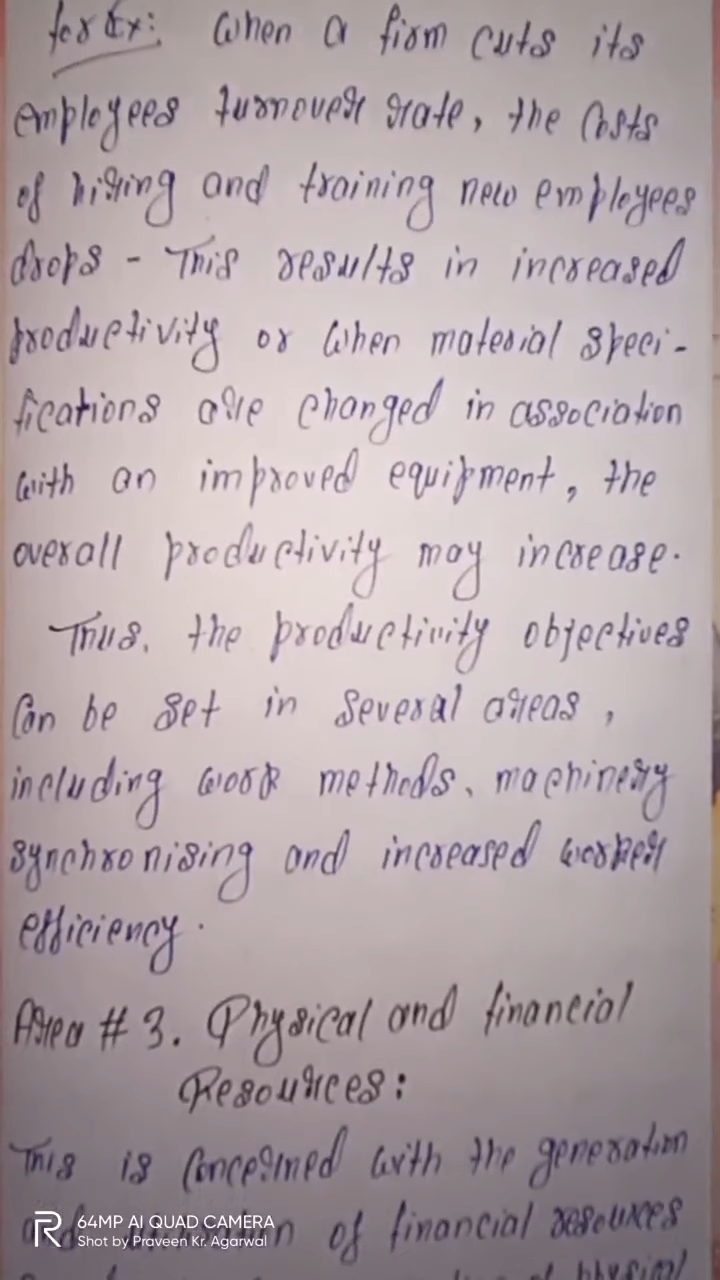 for Ex: When a firm cuts its
employees turnover rate, the costs
of hiring and training new employees
drops - This results in increased
productivity or when material speci-
fications are changed in association
with an improved equipment, the
overall productivity may increase.
Thus, the productivity objectives
can be set in several areas,
including work methods, machinery
synchronising and increased worker
efficiency.
Area # 3. Physical and financial
Resources:
This is concerned with the generation
of financial resources
physical
64MP AI QUAD CAMERA
Shot by Praveen Kr. Agarwal